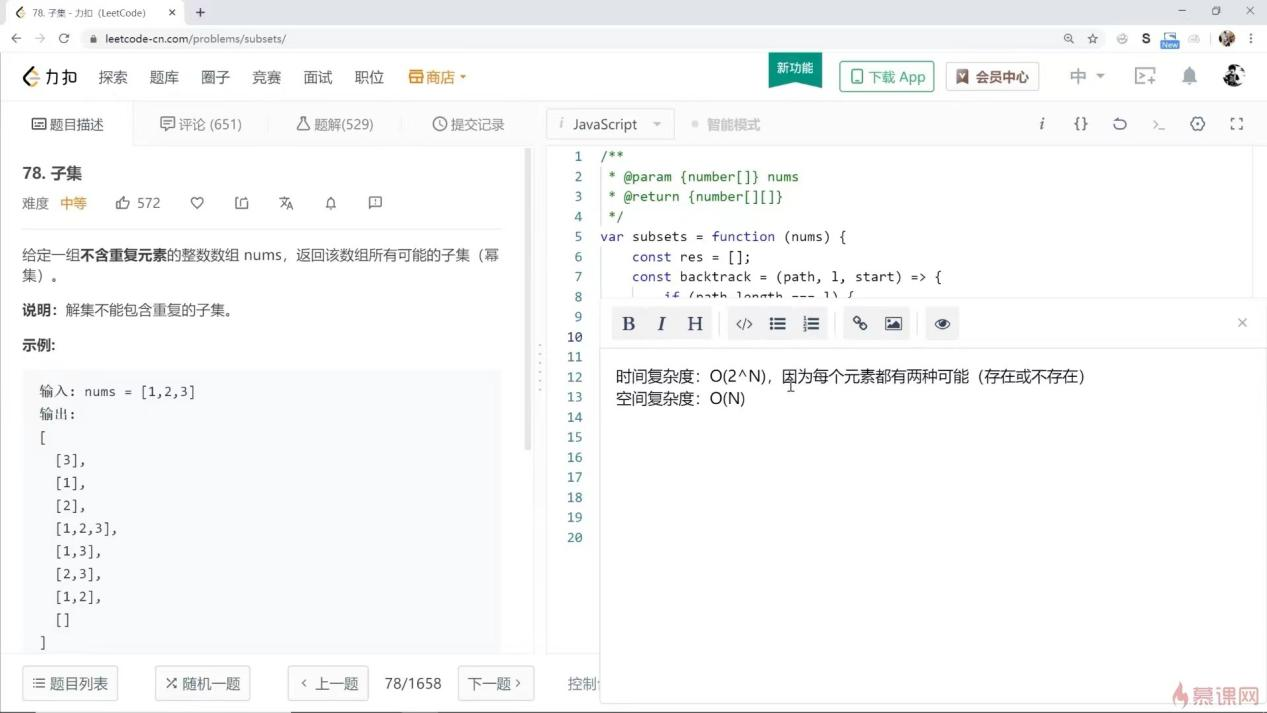 78. 子集 - 力扣（LeetCode）
leetcode-cn.com/problems/subsets/
S
New
力扣 探索 题库 圈子 竞赛 面试 职位 商店 新功能 下载 App 会员中心 中
题目描述 评论 (651) 题解(529) 提交记录
i JavaScript 智能模式
78. 子集
难度 中等 572
给定一组不含重复元素的整数数组 nums，返回该数组所有可能的子集（幂
集）。
说明：解集不能包含重复的子集。
示例:
输入: nums = [1,2,3]
输出:
[
[3],
[1],
[2],
[1,2,3],
[1,3],
[2,3],
[1,2],
[]
]
1 /**
2 * @param {number[]} nums
3 * @return {number[][]}
4 */
5 var subsets = function (nums) {
6 const res = [];
7 const backtrack = (path, l, start) => {
8 if (path.length === l) {
9
10
11
12
13
14
15
16
17
18
19
20
B I H
时间复杂度：O(2^N)，因为每个元素都有两种可能（存在或不存在）
空间复杂度：O(N)
题目列表 随机一题 上一题 78/1658 下一题 控制
慕课网